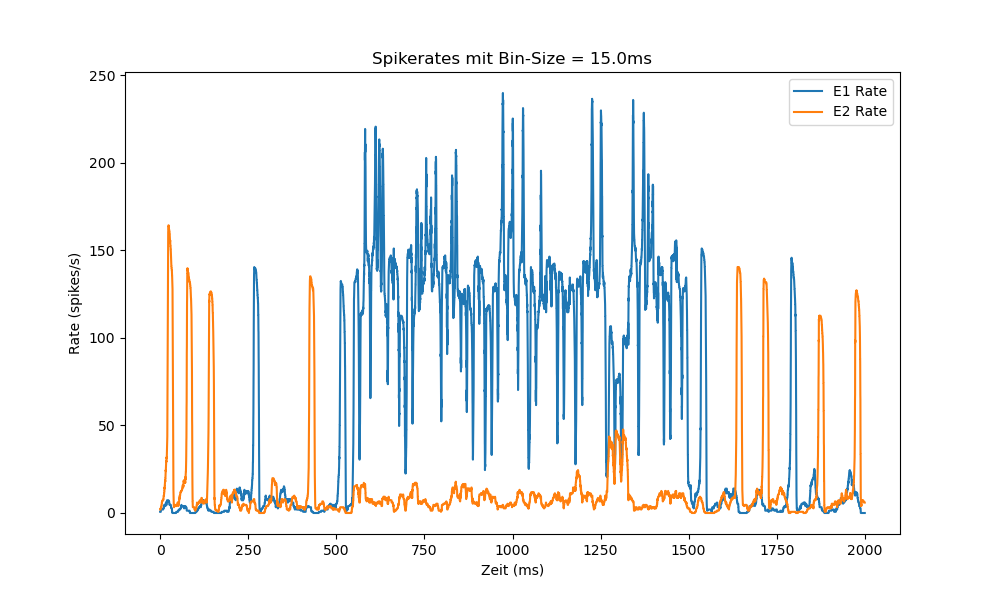 Spikerates mit Bin-Size = 15.0ms
E1 Rate
E2 Rate
Rate (spikes/s)
250
200
150
100
50
0
0 250 500 750 1000 1250 1500 1750 2000
Zeit (ms)